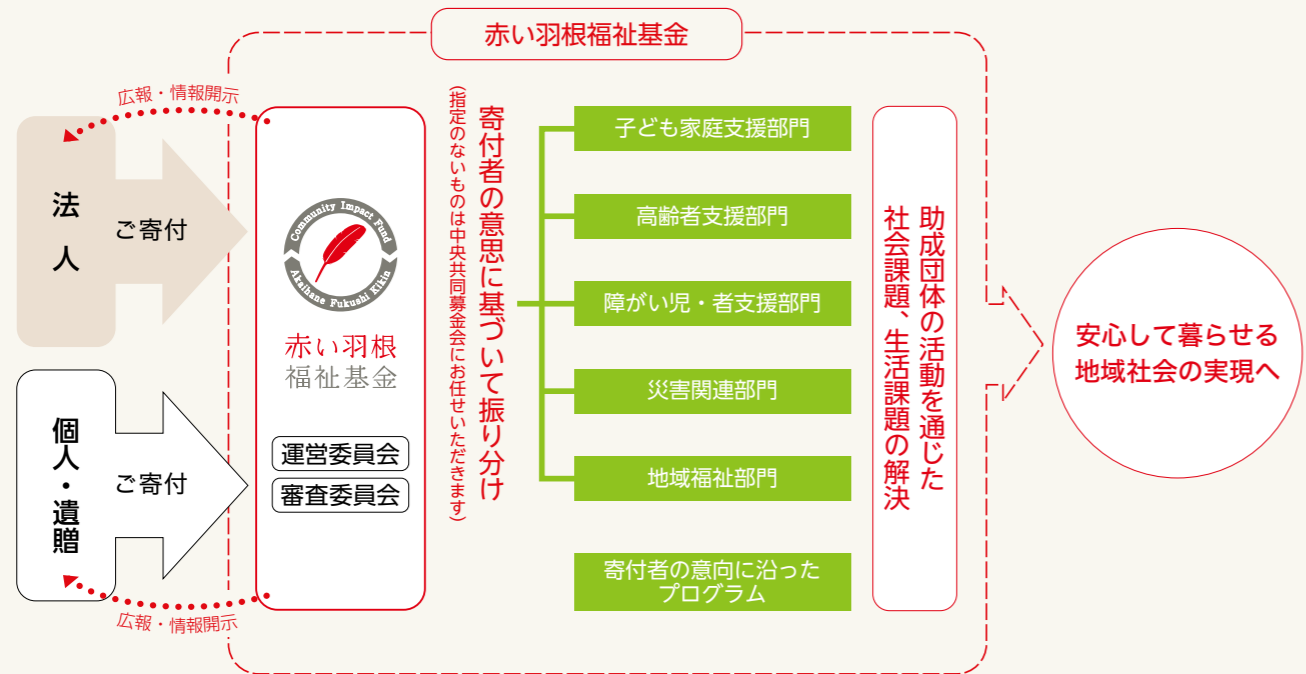 赤い羽根福祉基金
広報・情報開示
法人
ご寄付
個人・遺贈
ご寄付
広報・情報開示
Community Impact Fund
Akaihane Fukushi Kikin
赤い羽根
福祉基金
運営委員会
審査委員会
寄付者の意思に基づいて振り分け
(指定のないものは中央共同募金会にお任せいただきます)
子ども家庭支援部門
高齢者支援部門
障がい児・者支援部門
災害関連部門
地域福祉部門
寄付者の意向に沿った
プログラム
助成団体の活動を通じた
社会課題、生活課題の解決
安心して暮らせる
地域社会の実現へ